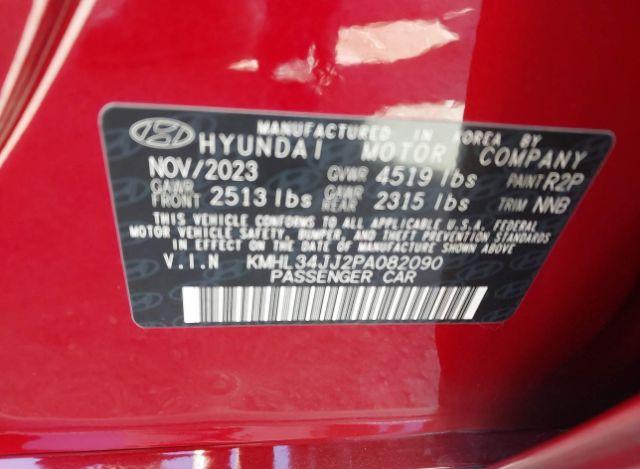 MANUFACTURED IN KOREA BY
HYUNDAI MOTOR COMPANY
NOV/2023 GVWR 4519 lbs PAINT R2P
GAWR FRONT 2513 lbs GAWR REAR 2315 lbs TRIM NNB
THIS VEHICLE CONFORMS TO ALL APPLICABLE U.S.A. FEDERAL
MOTOR VEHICLE SAFETY, BUMPER, AND THEFT PREVENTION STANDARDS
IN EFFECT ON THE DATE OF MANUFACTURE SHOWN ABOVE
V.I.N KMHL34JJ2PA082090
PASSENGER CAR